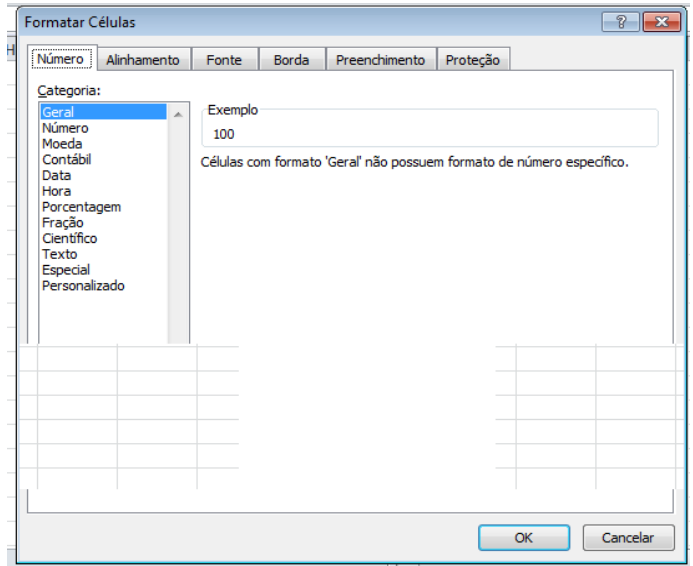 Formatar Células
H
Número Alinhamento Fonte Borda Preenchimento Proteção
Categoria:
Geral
Número
Moeda
Contábil
Data
Hora
Porcentagem
Fração
Científico
Texto
Especial
Personalizado
Exemplo
100
Células com formato 'Geral' não possuem formato de número específico.
OK Cancelar